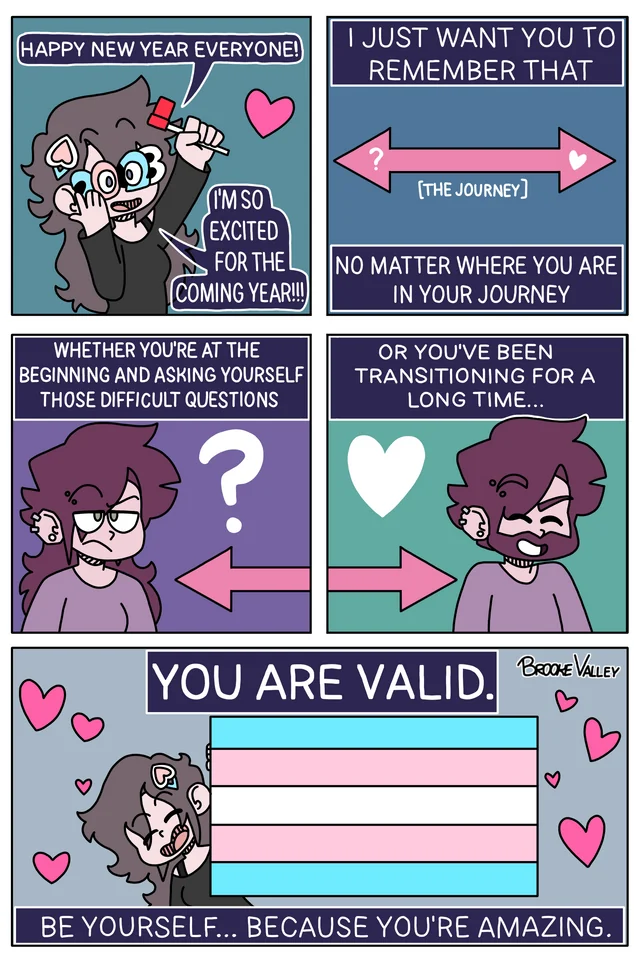 HAPPY NEW YEAR EVERYONE!
I'M SO
EXCITED
FOR THE
COMING YEAR!!!
I JUST WANT YOU TO
REMEMBER THAT
?
[THE JOURNEY]
NO MATTER WHERE YOU ARE
IN YOUR JOURNEY
WHETHER YOU'RE AT THE
BEGINNING AND ASKING YOURSELF
THOSE DIFFICULT QUESTIONS
?
OR YOU'VE BEEN
TRANSITIONING FOR A
LONG TIME...
YOU ARE VALID.
BROOKE VALLEY
BE YOURSELF... BECAUSE YOU'RE AMAZING.